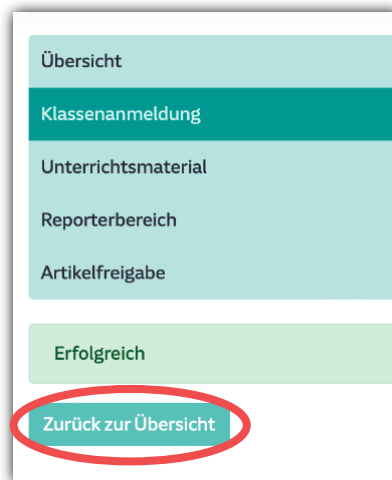 Übersicht
Klassenanmeldung
Unterrichtsmaterial
Reporterbereich
Artikelfreigabe
Erfolgreich
Zurück zur Übersicht